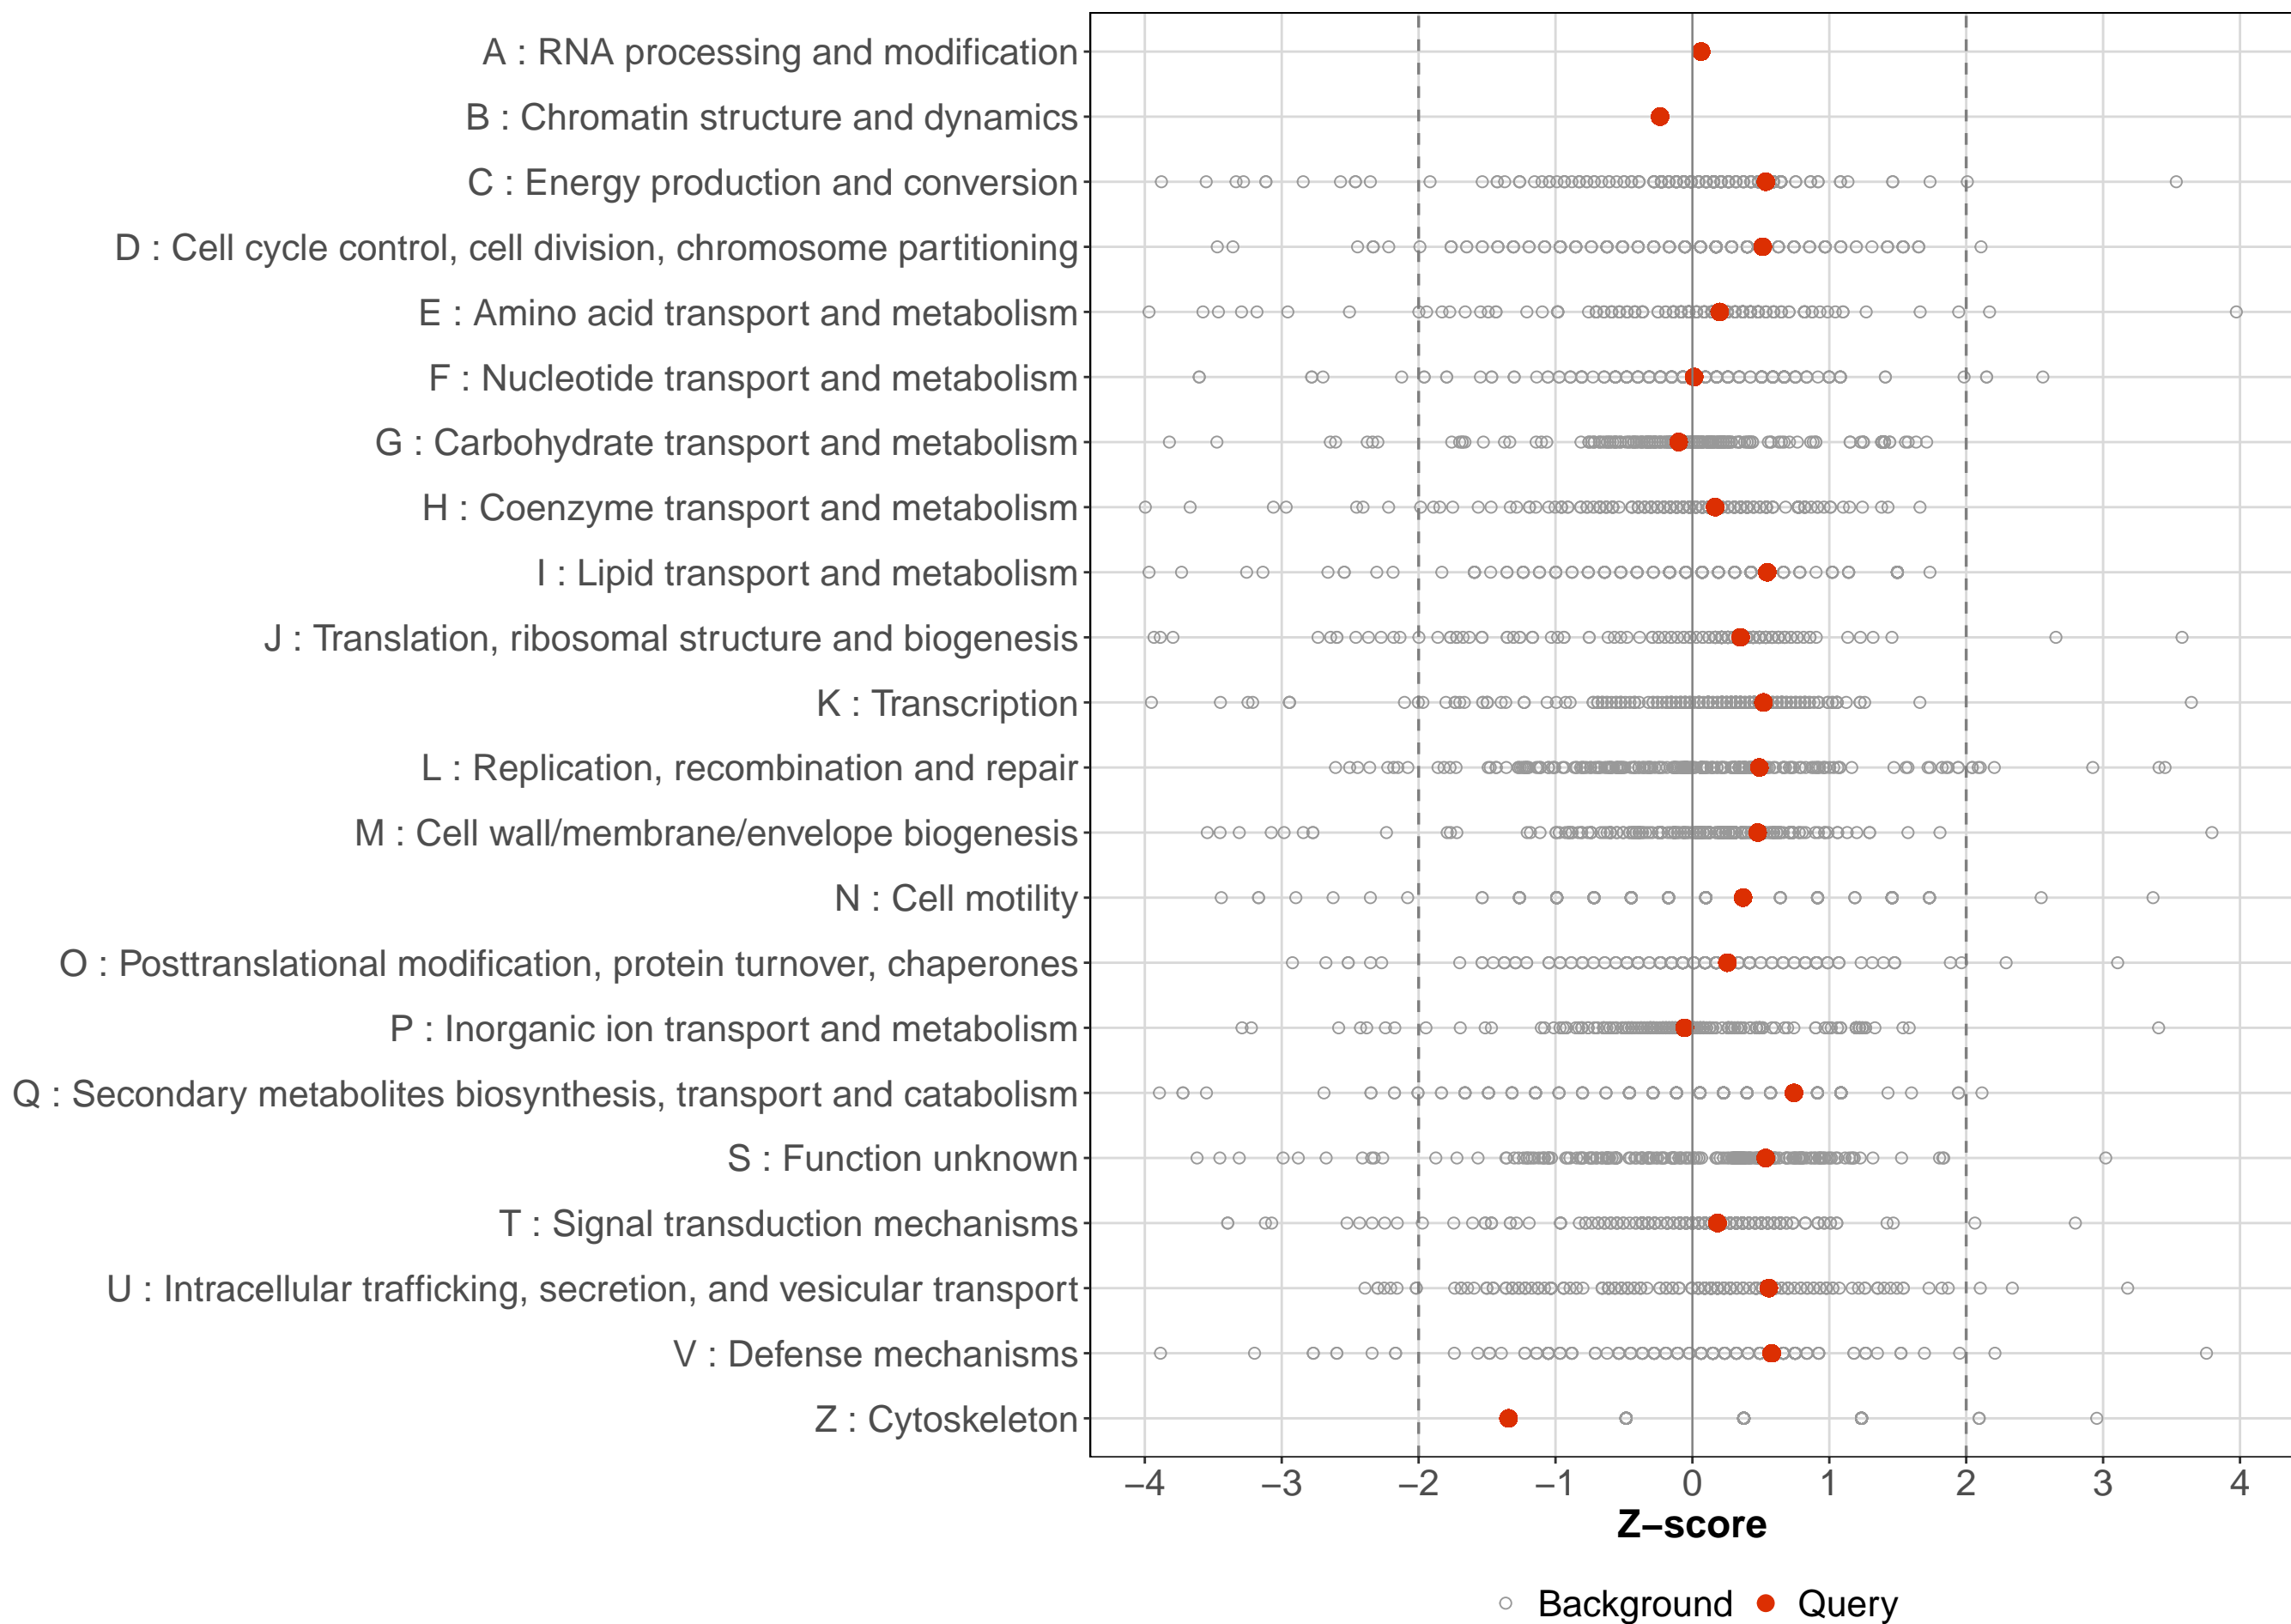 A : RNA processing and modification
B : Chromatin structure and dynamics
C : Energy production and conversion
D : Cell cycle control, cell division, chromosome partitioning
E : Amino acid transport and metabolism
F : Nucleotide transport and metabolism
G : Carbohydrate transport and metabolism
H : Coenzyme transport and metabolism
I : Lipid transport and metabolism
J : Translation, ribosomal structure and biogenesis
K : Transcription
L : Replication, recombination and repair
M : Cell wall/membrane/envelope biogenesis
N : Cell motility
O : Posttranslational modification, protein turnover, chaperones
P : Inorganic ion transport and metabolism
Q : Secondary metabolites biosynthesis, transport and catabolism
S : Function unknown
T : Signal transduction mechanisms
U : Intracellular trafficking, secretion, and vesicular transport
V : Defense mechanisms
Z : Cytoskeleton
−4 −3 −2 −1 0 1 2 3 4
Z−score
Background Query